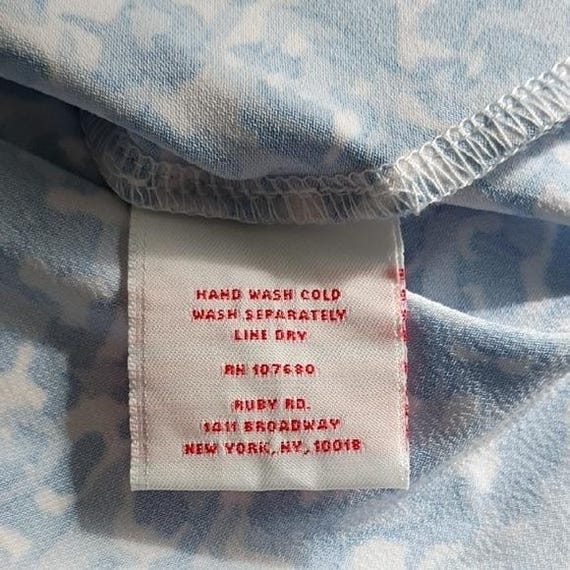 HAND WASH COLD
WASH SEPARATELY
LINE DRY
RN 107680
RUBY RD.
1411 BROADWAY
NEW YORK, NY, 10018